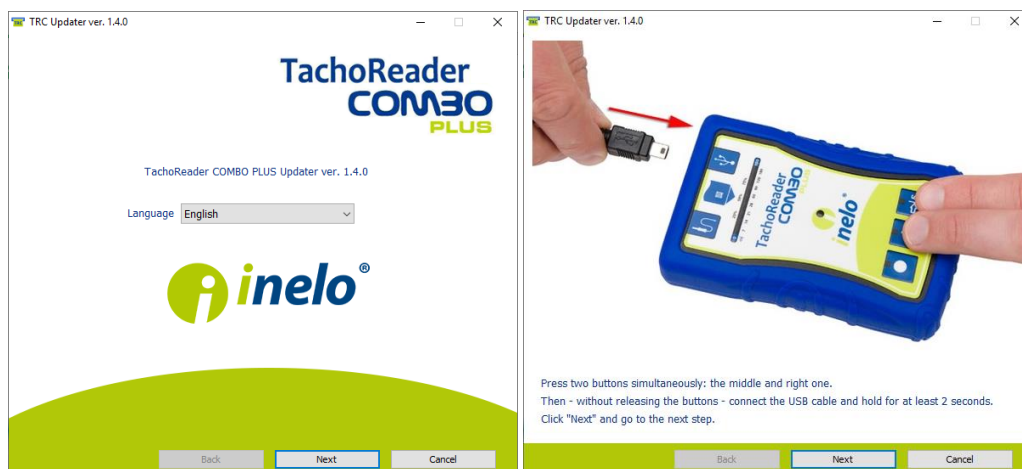 TRC Updater ver. 1.4.0
TachoReader
COMBO
PLUS
TachoReader COMBO PLUS Updater ver. 1.4.0
Language English
inelo®
Back Next Cancel
TRC Updater ver. 1.4.0
TachoReader
COMBO
PLUS
inelo®
Press two buttons simultaneously: the middle and right one.
Then - without releasing the buttons - connect the USB cable and hold for at least 2 seconds.
Click "Next" and go to the next step.
Back Next Cancel